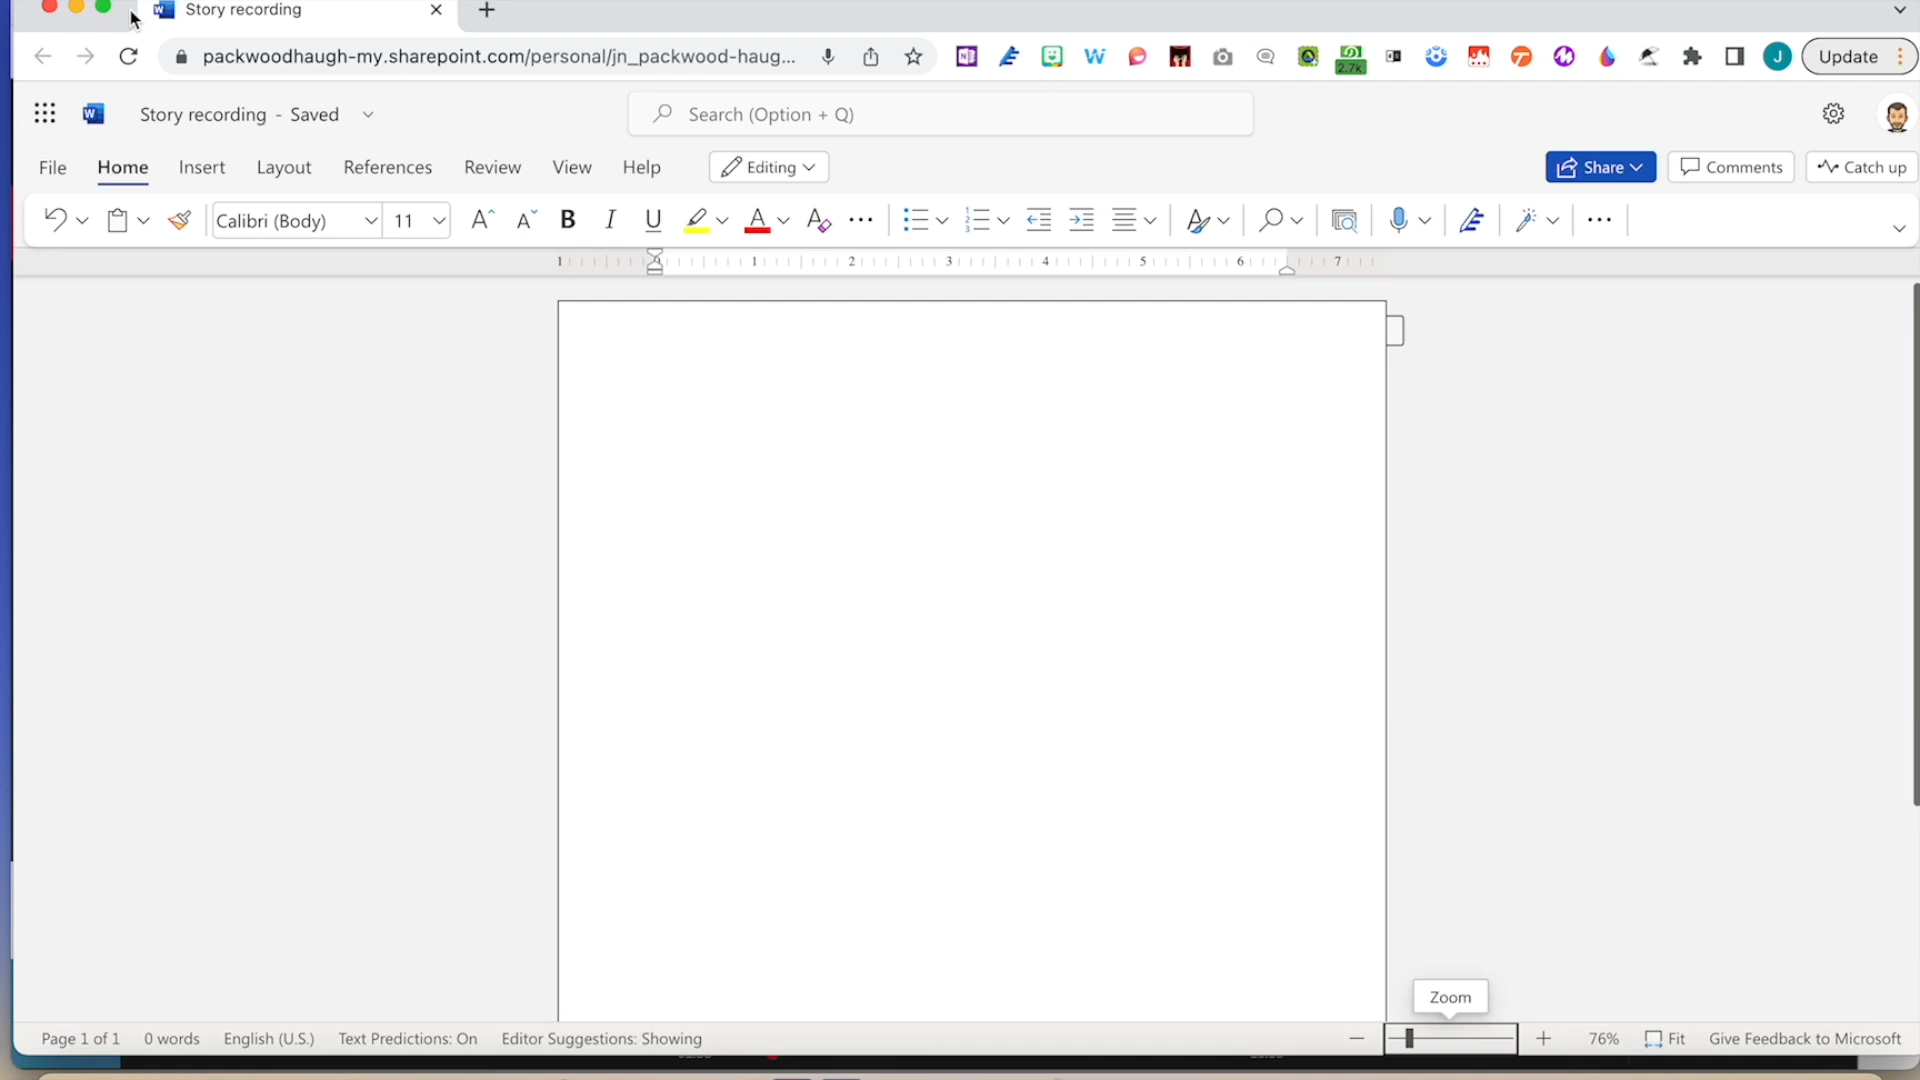 Story recording
packwoodhaugh-my.sharepoint.com/personal/jn_packwood-haug...
2.7k
J
Update
Story recording - Saved
Search (Option + Q)
File Home Insert Layout References Review View Help Editing
Share Comments Catch up
Calibri (Body) 11
1 1 2 3 4 5 6 7
Zoom
Page 1 of 1 0 words English (U.S.) Text Predictions: On Editor Suggestions: Showing
76% Fit Give Feedback to Microsoft